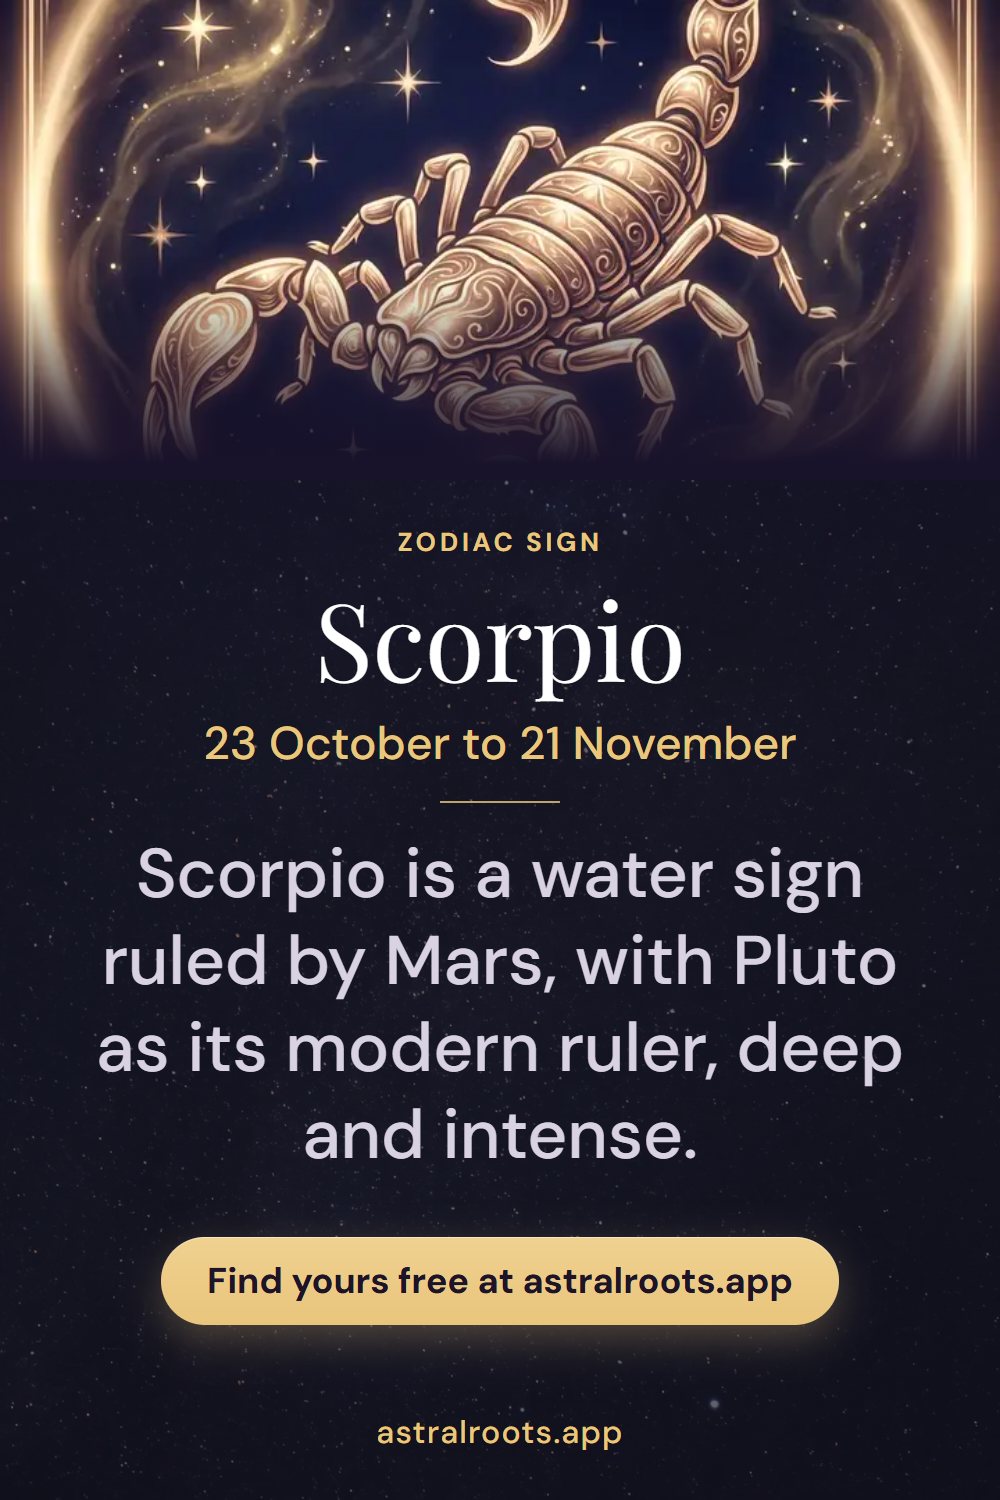 ZODIAC SIGN
Scorpio
23 October to 21 November
Scorpio is a water sign
ruled by Mars, with Pluto
as its modern ruler, deep
and intense.
Find yours free at astralroots.app
astralroots.app